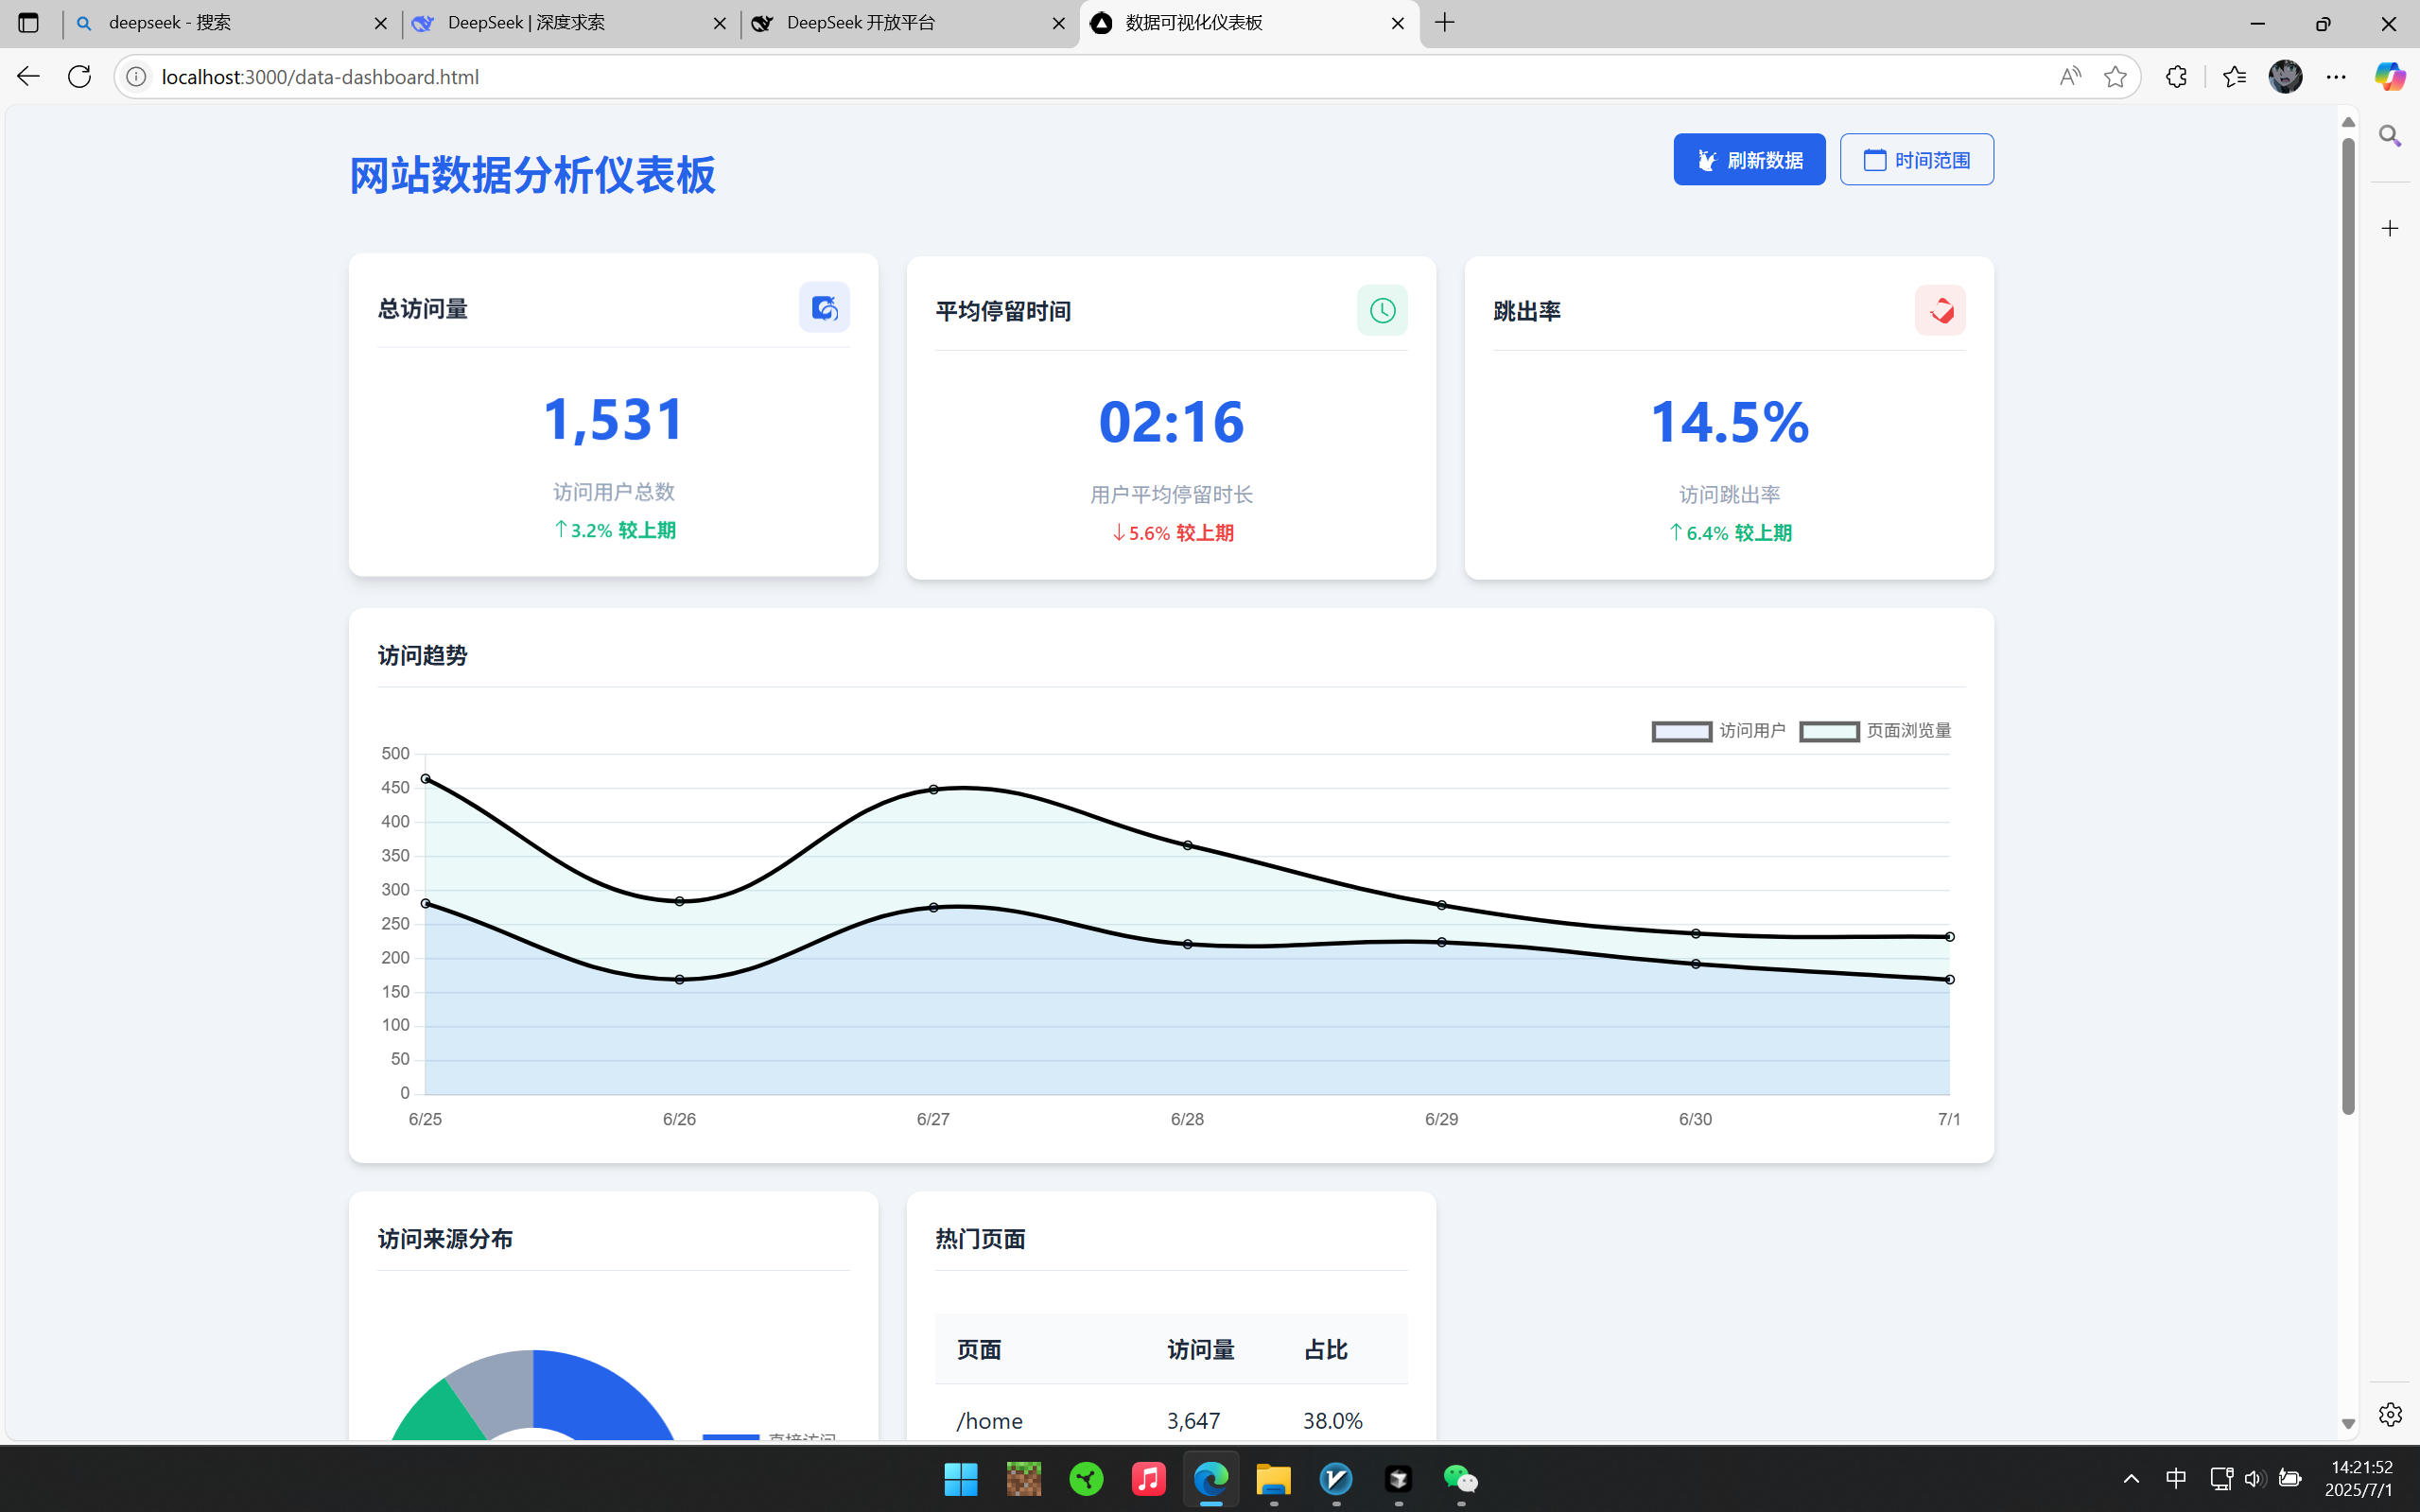 deepseek - 搜索
DeepSeek | 深度求索
DeepSeek 开放平台
数据可视化仪表板
localhost:3000/data-dashboard.html
网站数据分析仪表板
刷新数据
时间范围
总访问量
1,531
访问用户总数
↑3.2% 较上期
平均停留时间
02:16
用户平均停留时长
↓5.6% 较上期
跳出率
14.5%
访问跳出率
↑6.4% 较上期
访问趋势
访问用户
页面浏览量
500
450
400
350
300
250
200
150
100
50
0
6/25
6/26
6/27
6/28
6/29
6/30
7/1
访问来源分布
直接访问
热门页面
页面 访问量 占比
/home 3,647 38.0%
中
14:21:52
2025/7/1